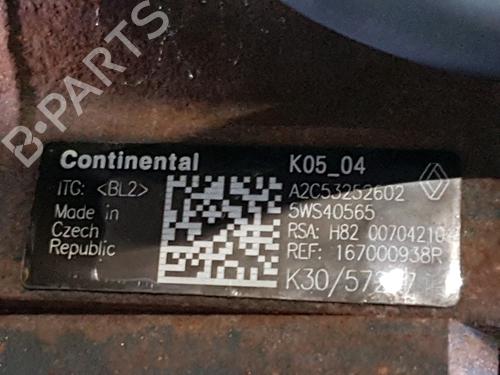 B-PARTS
Continental K05_04
ITC: <BL2> A2C53252602
Made in 5WS40565
Czech RSA: H82 00704210
Republic REF: 167000938R